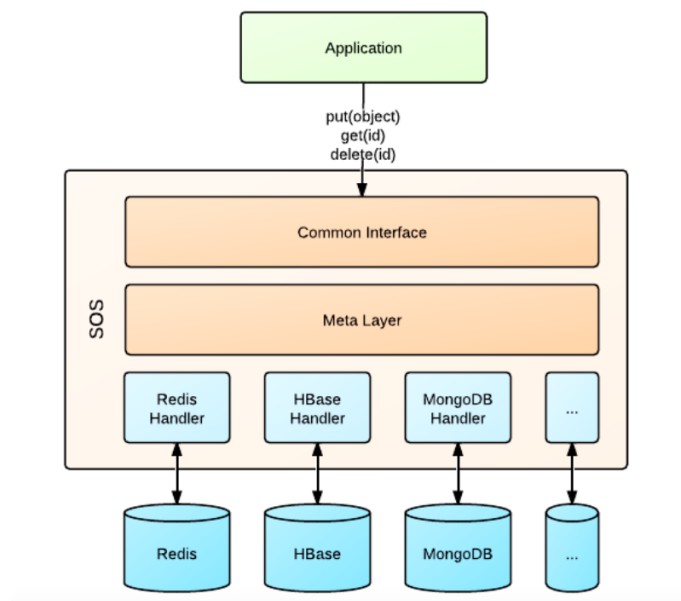 Application
put(object)
get(id)
delete(id)
SOS
Common Interface
Meta Layer
Redis
Handler
HBase
Handler
MongoDB
Handler
...
Redis
HBase
MongoDB
...